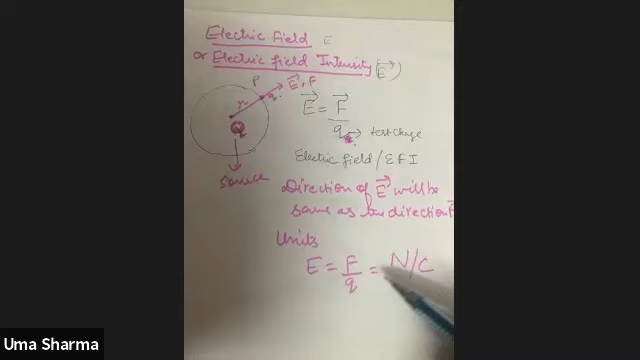 Electric Field E
or Electric field Intensity (E)
P E, F
r q.
Q
source
E = F
q → test charge
Electric field / E F I
Direction of E will be
same as the direction F
Units
E = F = N/C
q
Uma Sharma